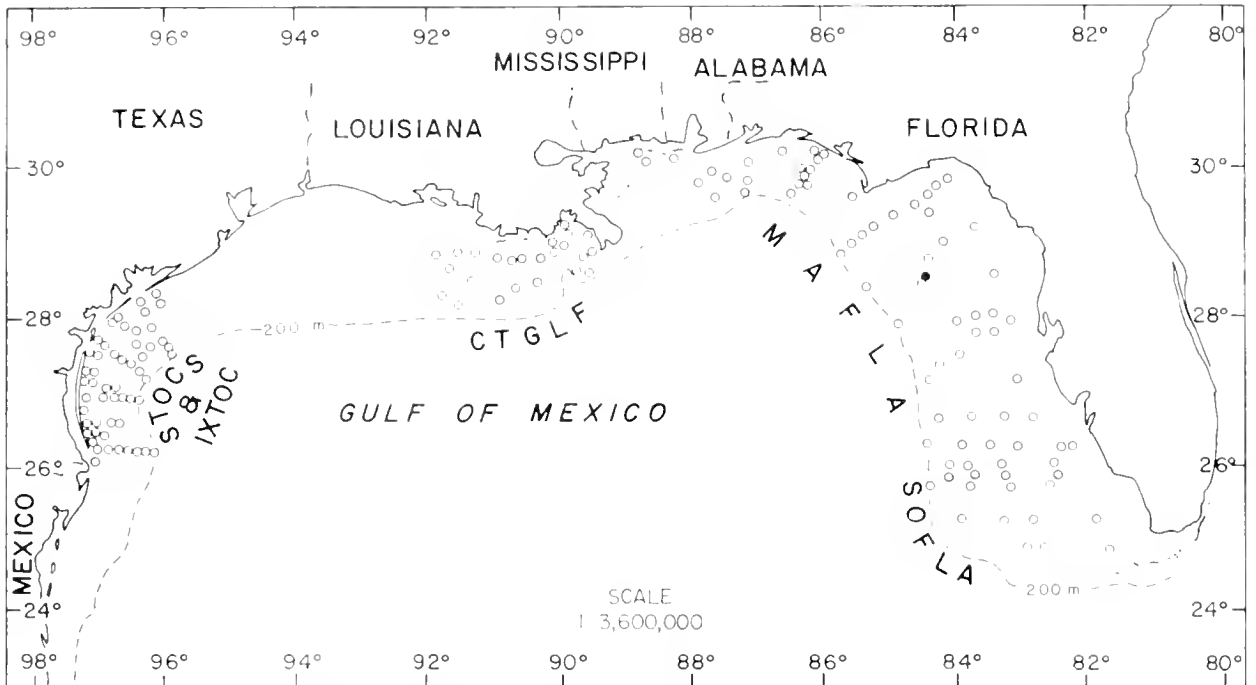 98° 96° 94° 92° 90° 88° 86° 84° 82° 80°
MISSISSIPPI
ALABAMA
TEXAS
LOUISIANA
FLORIDA
30° 30°
MAFLA
28° 28°
200 m
CTGLF
STOCS
&
IXTOC
GULF OF MEXICO
26° 26°
SOFLA
MEXICO
200 m
SCALE
1 3,600,000
24° 24°
98° 96° 94° 92° 90° 88° 86° 84° 82° 80°